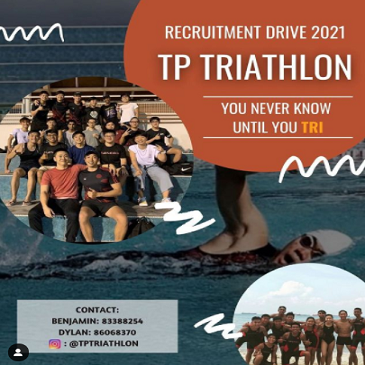 RECRUITMENT DRIVE 2021
TP TRIATHLON
YOU NEVER KNOW
UNTIL YOU TRI
CONTACT:
BENJAMIN: 83388254
DYLAN: 86068370
: @TPTRIATHLON